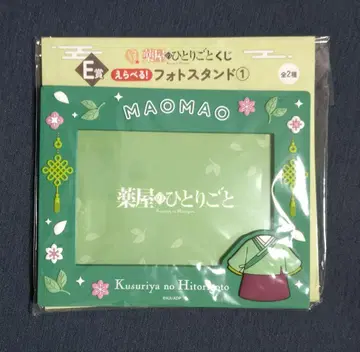 薬屋のひとりごとくじ
E賞
えらべる!
フォトスタンド①
全2種
MAOMAO
薬屋のひとりごと
Kusuriya no Hitorigoto